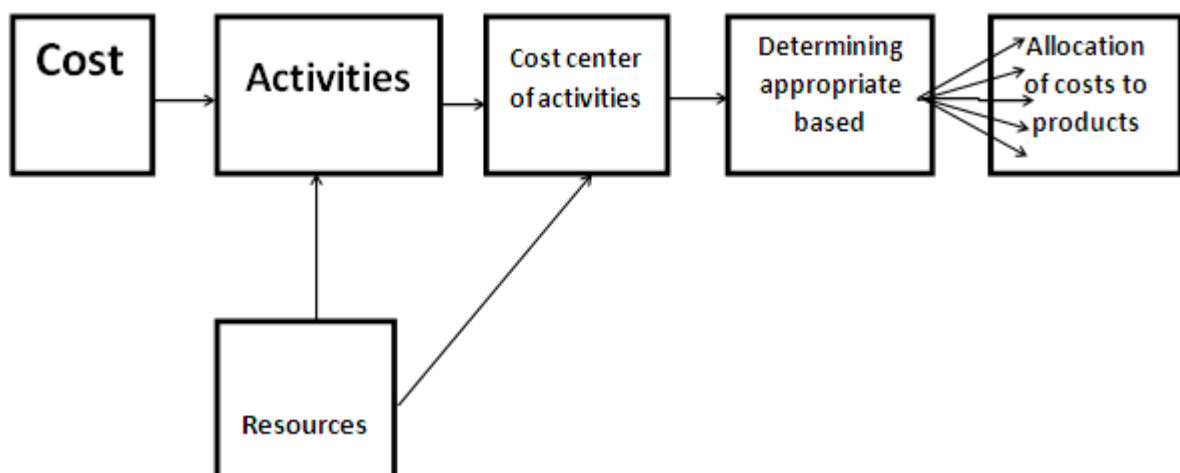 Cost
Activities
Cost center
of activities
Determining
appropriate
based
Allocation
of costs to
products
Resources